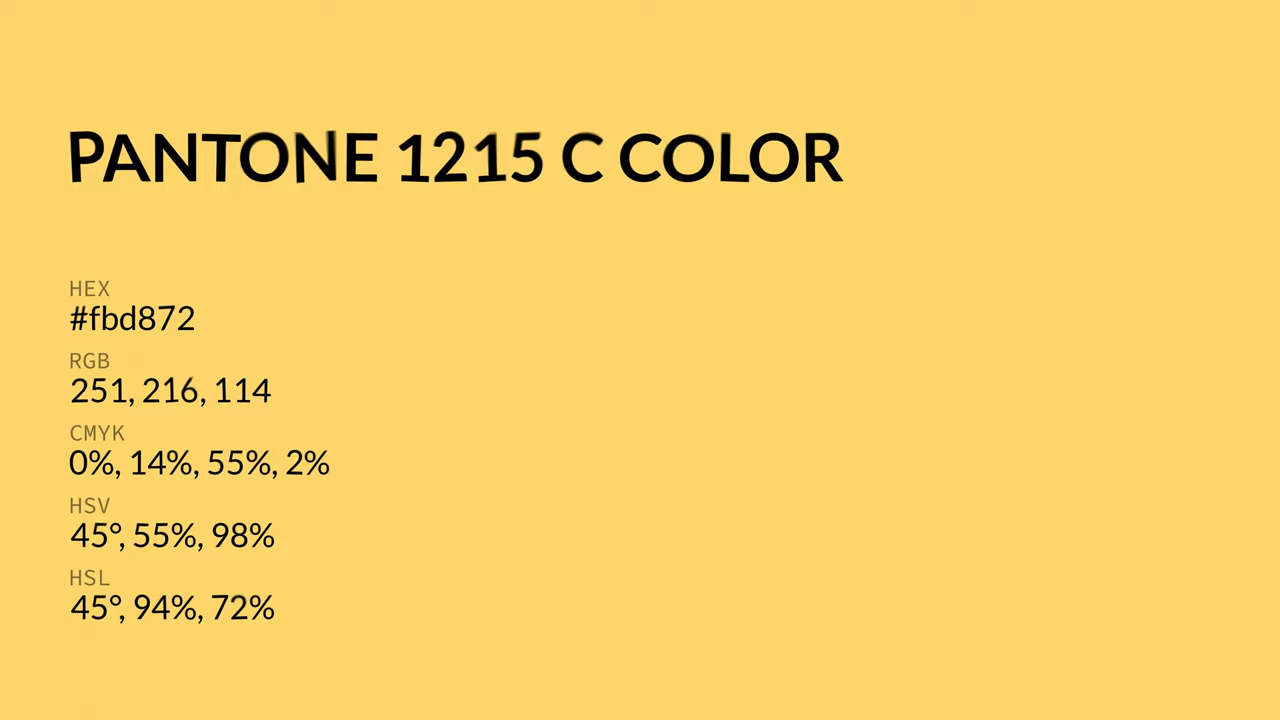 PANTONE 1215 C COLOR
HEX
#fbd872
RGB
251, 216, 114
CMYK
0%, 14%, 55%, 2%
HSV
45°, 55%, 98%
HSL
45°, 94%, 72%